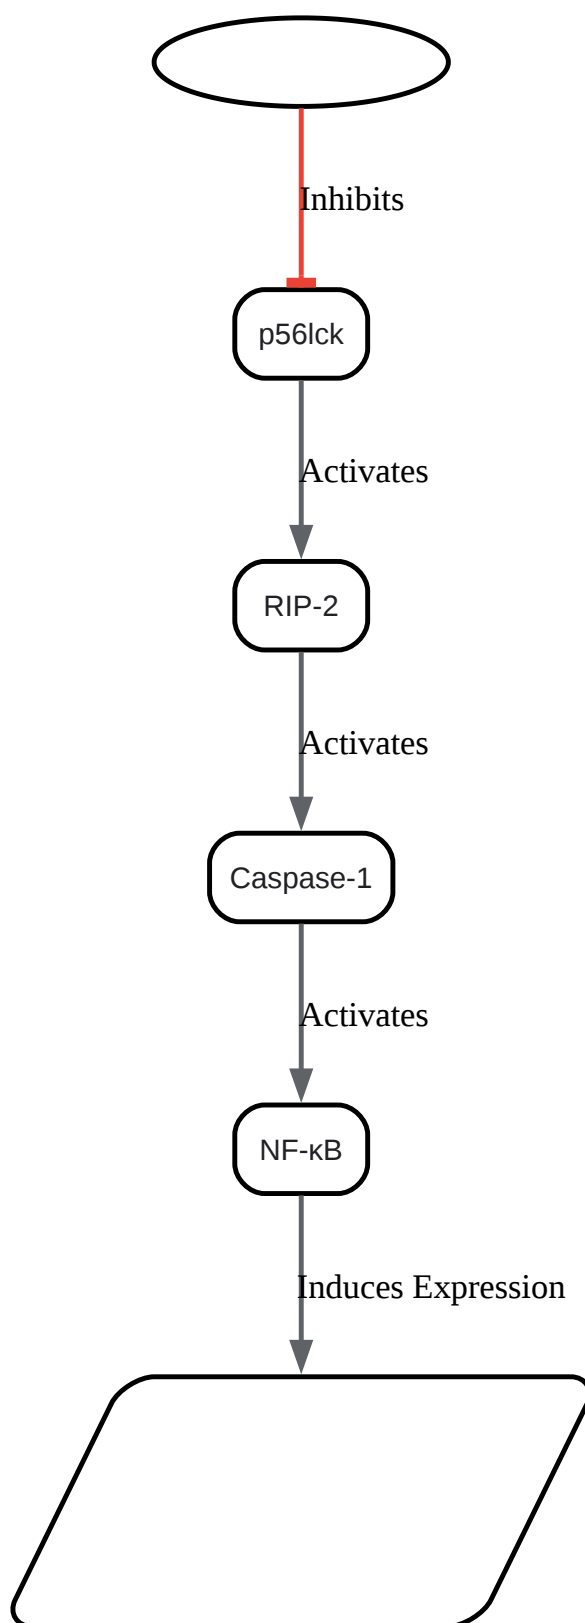 Inhibits
p56lck
Activates
RIP-2
Activates
Caspase-1
Activates
NF-κB
Induces Expression